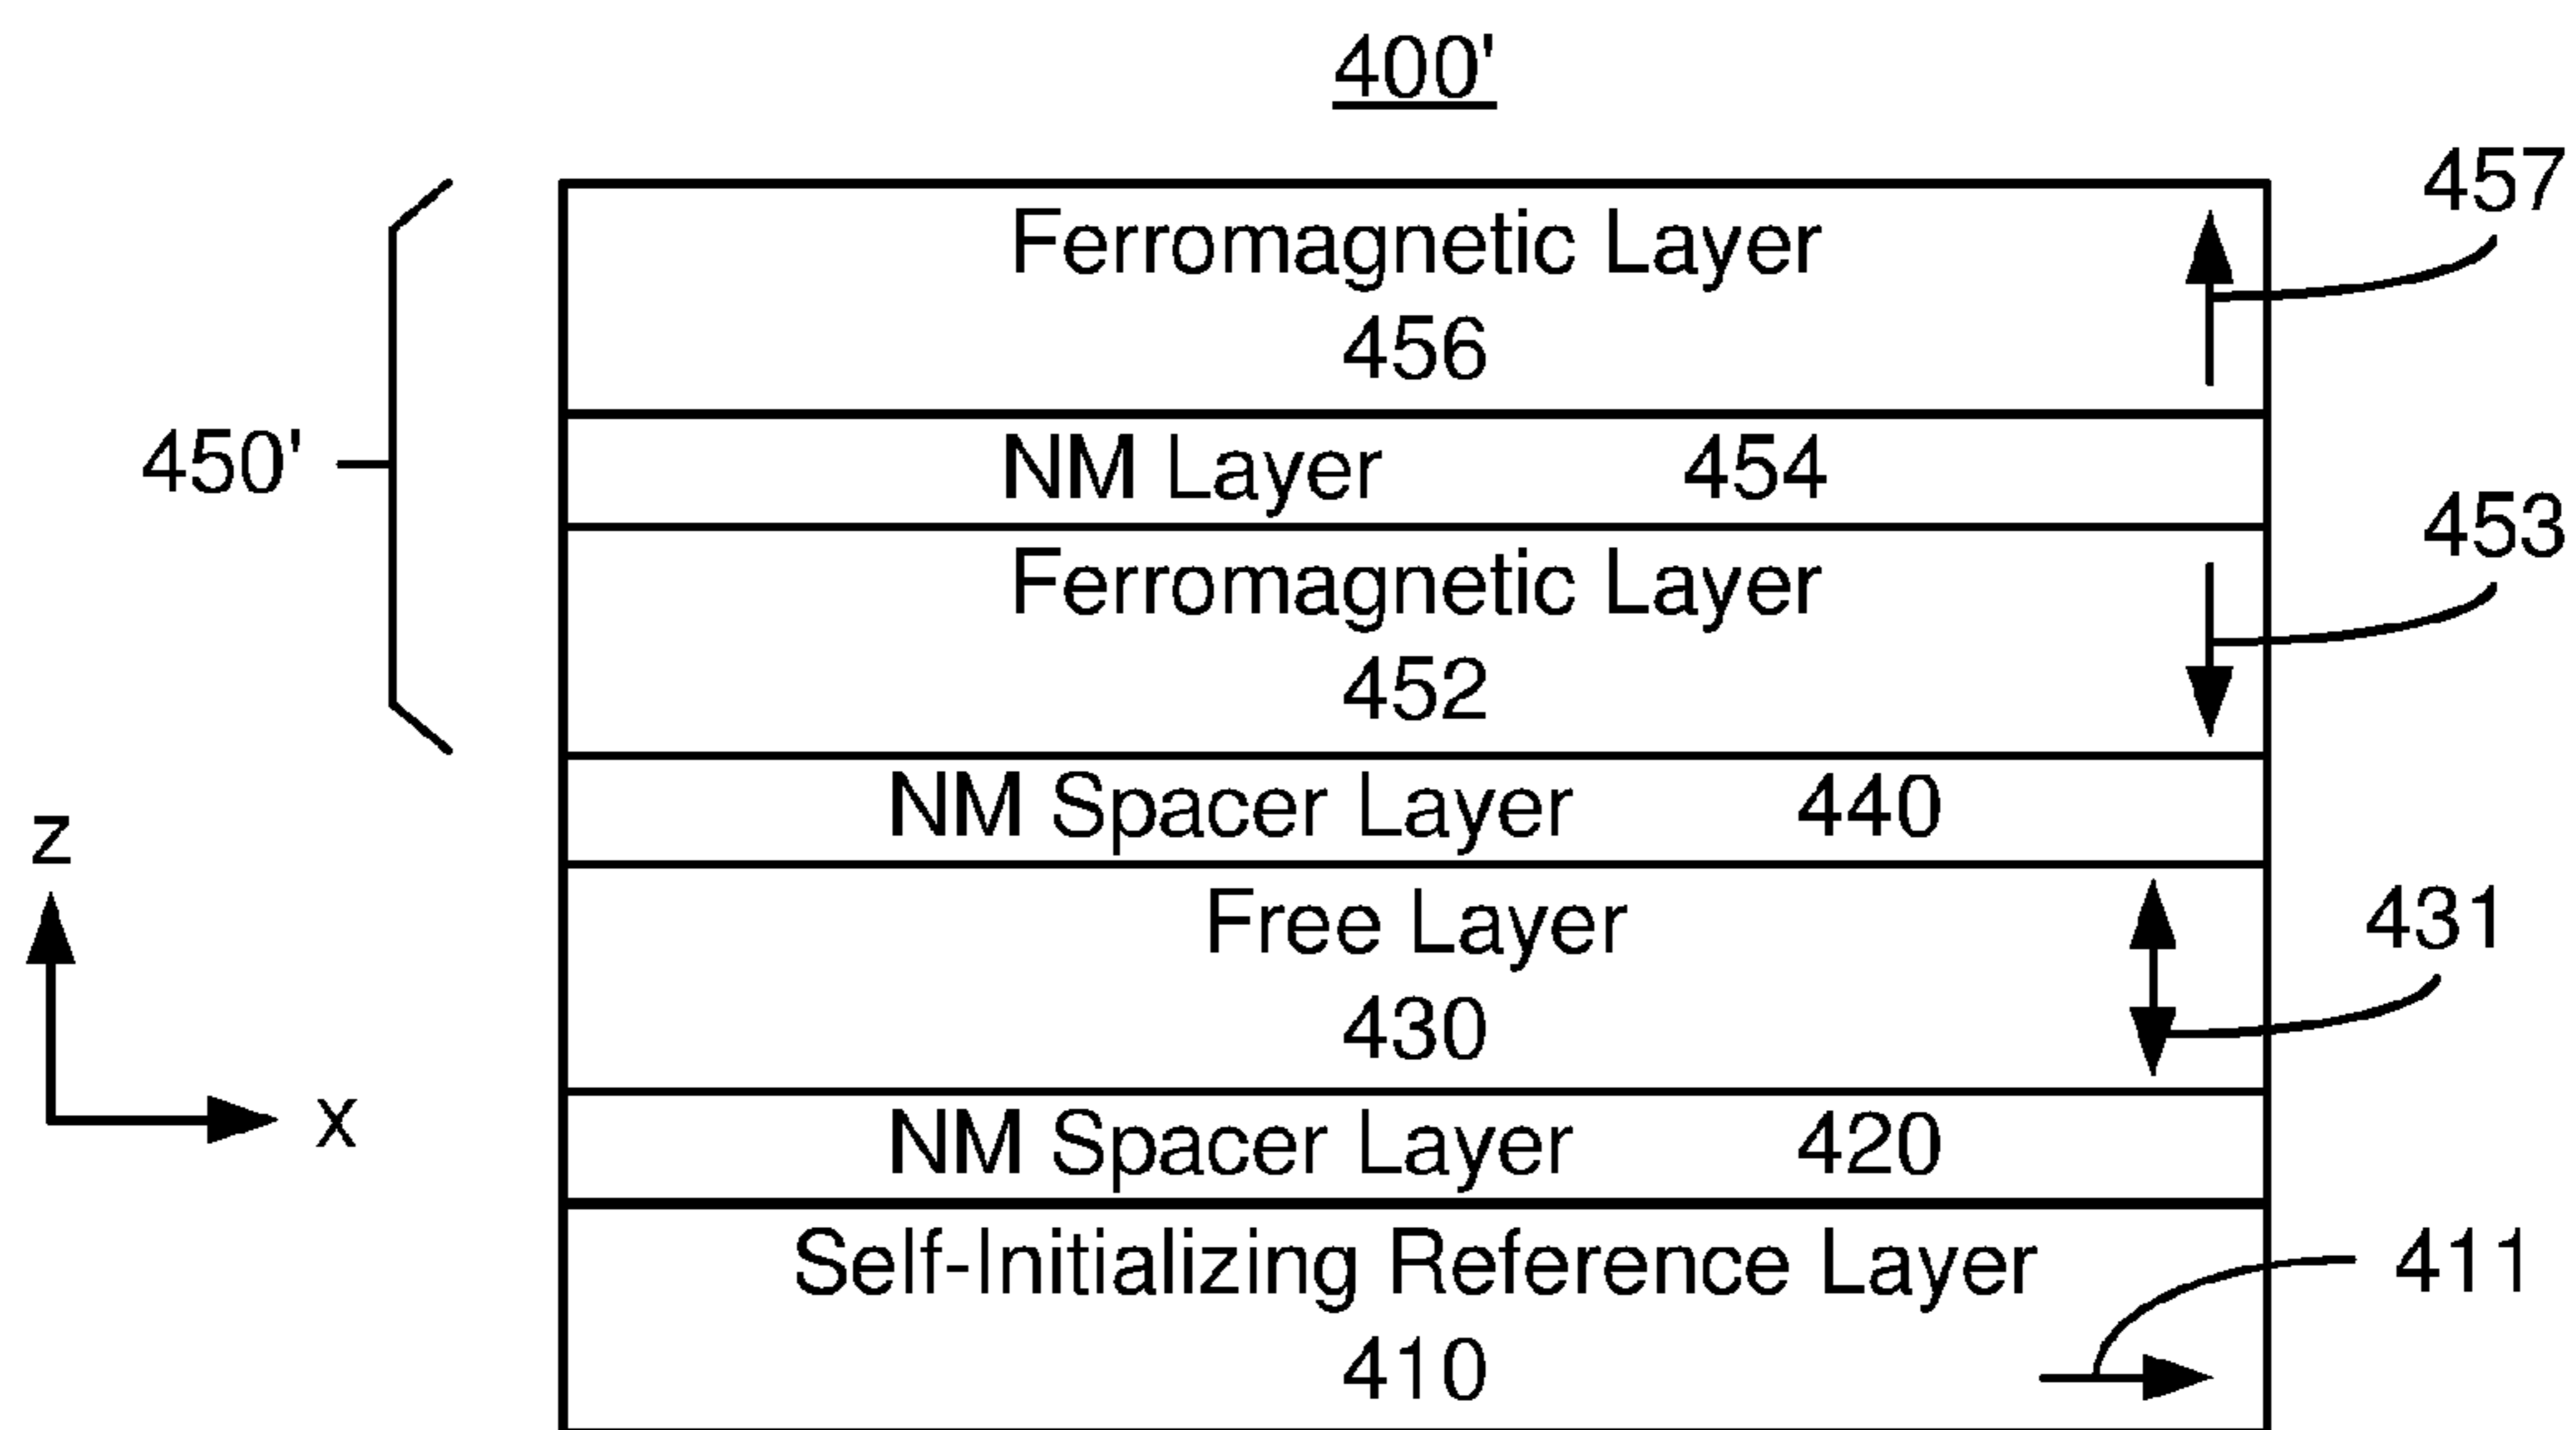 400'
457
Ferromagnetic Layer
456
450'
NM Layer 454
453
Ferromagnetic Layer
452
NM Spacer Layer 440
z
Free Layer
431
430
x
NM Spacer Layer 420
Self-Initializing Reference Layer
411
410